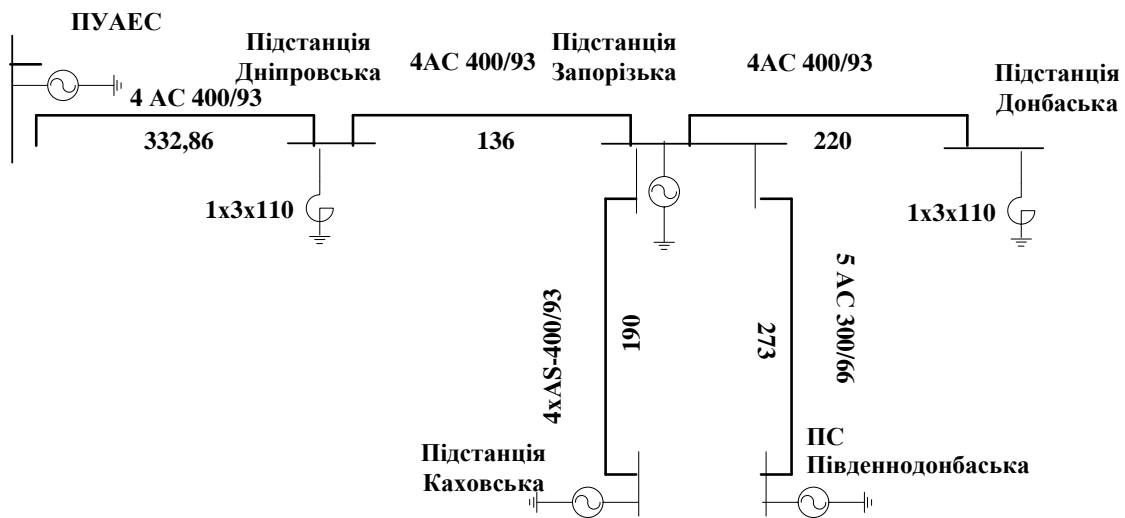 ПУАЕС
Підстанція
Дніпровська
4АС 400/93
Підстанція
Запорізька
4АС 400/93
Підстанція
Донбаська
4 АС 400/93
332,86
136
220
1х3х110
1х3х110
4xAS-400/93
190
273
5 АС 300/66
Підстанція
Каховська
ПС
Південнодонбаська